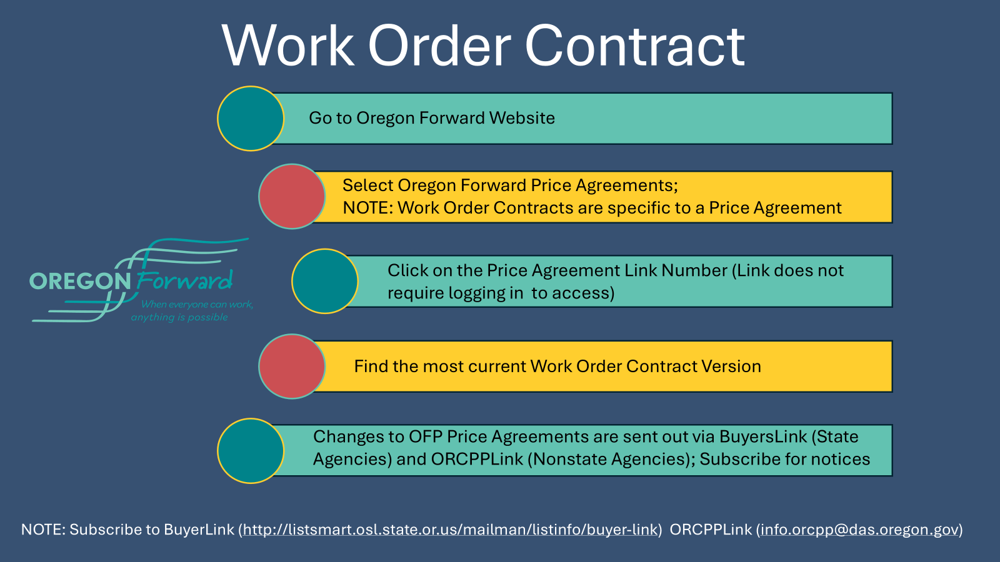 Work Order Contract
Go to Oregon Forward Website
Select Oregon Forward Price Agreements;
NOTE: Work Order Contracts are specific to a Price Agreement
OREGON Forward
When everyone can work,
anything is possible
Click on the Price Agreement Link Number (Link does not
require logging in  to access)
Find the most current Work Order Contract Version
Changes to OFP Price Agreements are sent out via BuyersLink (State
Agencies) and ORCPPLink (Nonstate Agencies); Subscribe for notices
NOTE: Subscribe to BuyerLink (http://listsmart.osl.state.or.us/mailman/listinfo/buyer-link)  ORCPPLink (info.orcpp@das.oregon.gov)